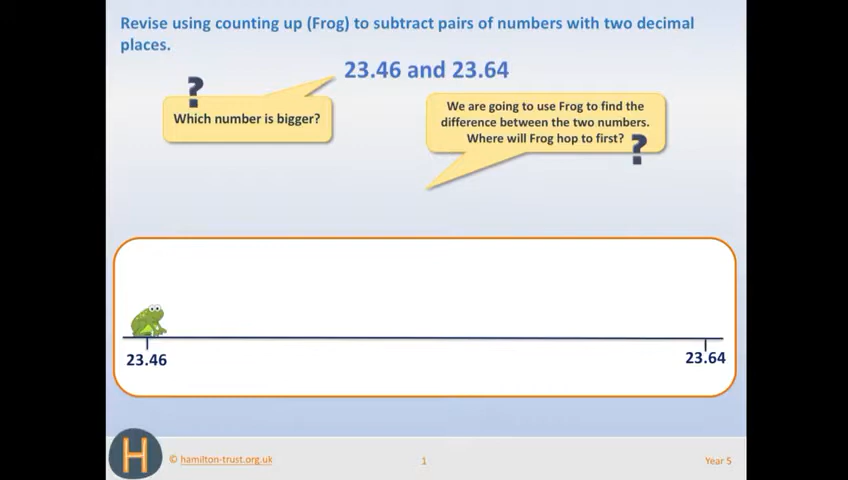 Revise using counting up (Frog) to subtract pairs of numbers with two decimal
places.
23.46 and 23.64
?
Which number is bigger?
We are going to use Frog to find the
difference between the two numbers.
Where will Frog hop to first?
?
23.46
23.64
H
© hamilton-trust.org.uk
1
Year 5